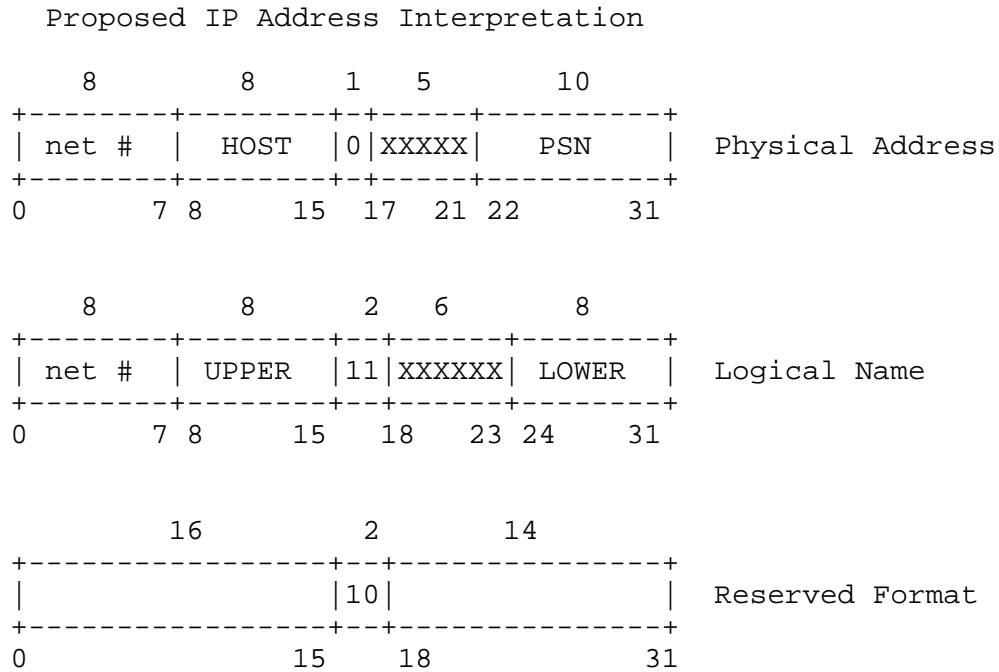 Proposed IP Address Interpretation
    8         8     1   5        10
+--------+--------+-+-----+----------+
| net #  |  HOST  |0|XXXXX|   PSN    |  Physical Address
+--------+--------+-+-----+----------+
0       7 8     15  17  21 22      31
    8        8      2   6       8
+--------+--------+--+------+--------+
| net #  | UPPER  |11|XXXXXX| LOWER  |  Logical Name
+--------+--------+--+------+--------+
0       7 8     15   18   23 24    31
         16         2       14
+-----------------+--+---------------+
|                 |10|               |  Reserved Format
+-----------------+--+---------------+
0               15    18            31